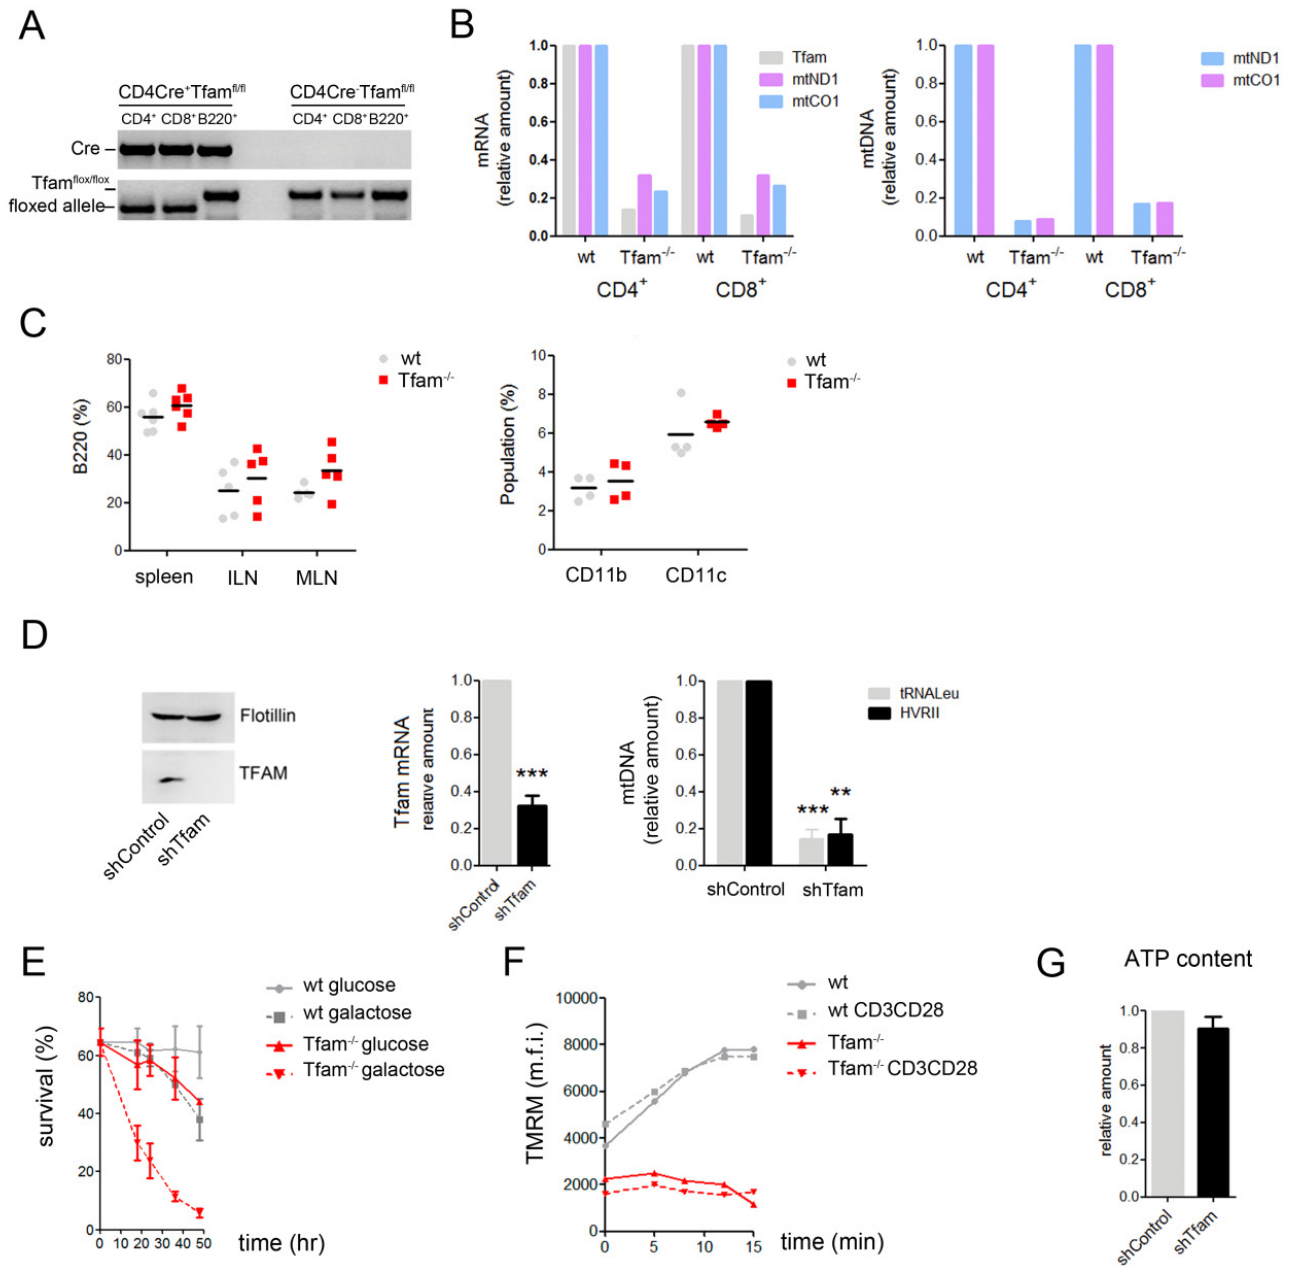 A
CD4Cre⁺Tfamfl/fl
CD4Cre⁻Tfamfl/fl
CD4⁺ CD8⁺ B220⁺
CD4⁺ CD8⁺ B220⁺
Cre
Tfamflox/flox
floxed allele
B
mRNA
(relative amount)
1.0
0.8
0.6
0.4
0.2
0.0
wt Tfam⁻/⁻ wt Tfam⁻/⁻
CD4⁺ CD8⁺
Tfam
mtND1
mtCO1
mtDNA
(relative amount)
1.0
0.8
0.6
0.4
0.2
0.0
wt Tfam⁻/⁻ wt Tfam⁻/⁻
CD4⁺ CD8⁺
mtND1
mtCO1
C
B220 (%)
80
60
40
20
0
spleen ILN MLN
wt
Tfam⁻/⁻
Population (%)
10
8
6
4
2
0
CD11b CD11c
wt
Tfam⁻/⁻
D
Flotillin
TFAM
shControl
shTfam
Tfam mRNA
relative amount
1.0
0.8
0.6
0.4
0.2
0.0
***
shControl
shTfam
mtDNA
(relative amount)
1.0
0.8
0.6
0.4
0.2
0.0
*** **
shControl shTfam
tRNALeu
HVRII
E
survival (%)
80
60
40
20
0
0 10 20 30 40 50
time (hr)
wt glucose
wt galactose
Tfam⁻/⁻ glucose
Tfam⁻/⁻ galactose
F
TMRM (m.f.i.)
10000
8000
6000
4000
2000
0
0 5 10 15
time (min)
wt
wt CD3CD28
Tfam⁻/⁻
Tfam⁻/⁻ CD3CD28
G
ATP content
relative amount
1.0
0.8
0.6
0.4
0.2
0.0
shControl
shTfam